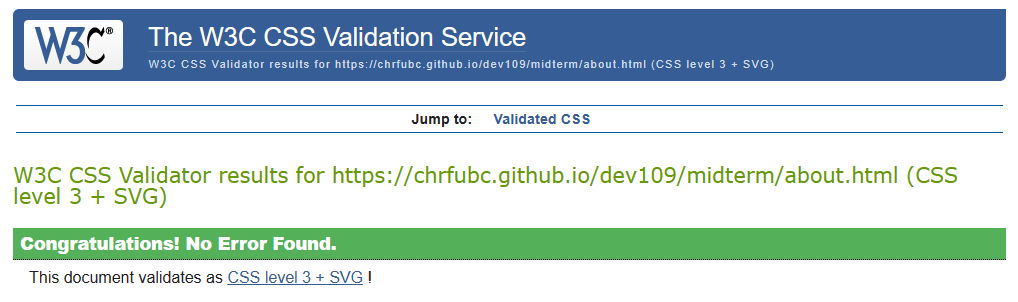 W3C® The W3C CSS Validation Service
W3C CSS Validator results for https://chrfubc.github.io/dev109/midterm/about.html (CSS level 3 + SVG)
Jump to: Validated CSS
W3C CSS Validator results for https://chrfubc.github.io/dev109/midterm/about.html (CSS
level 3 + SVG)
Congratulations! No Error Found.
This document validates as CSS level 3 + SVG !